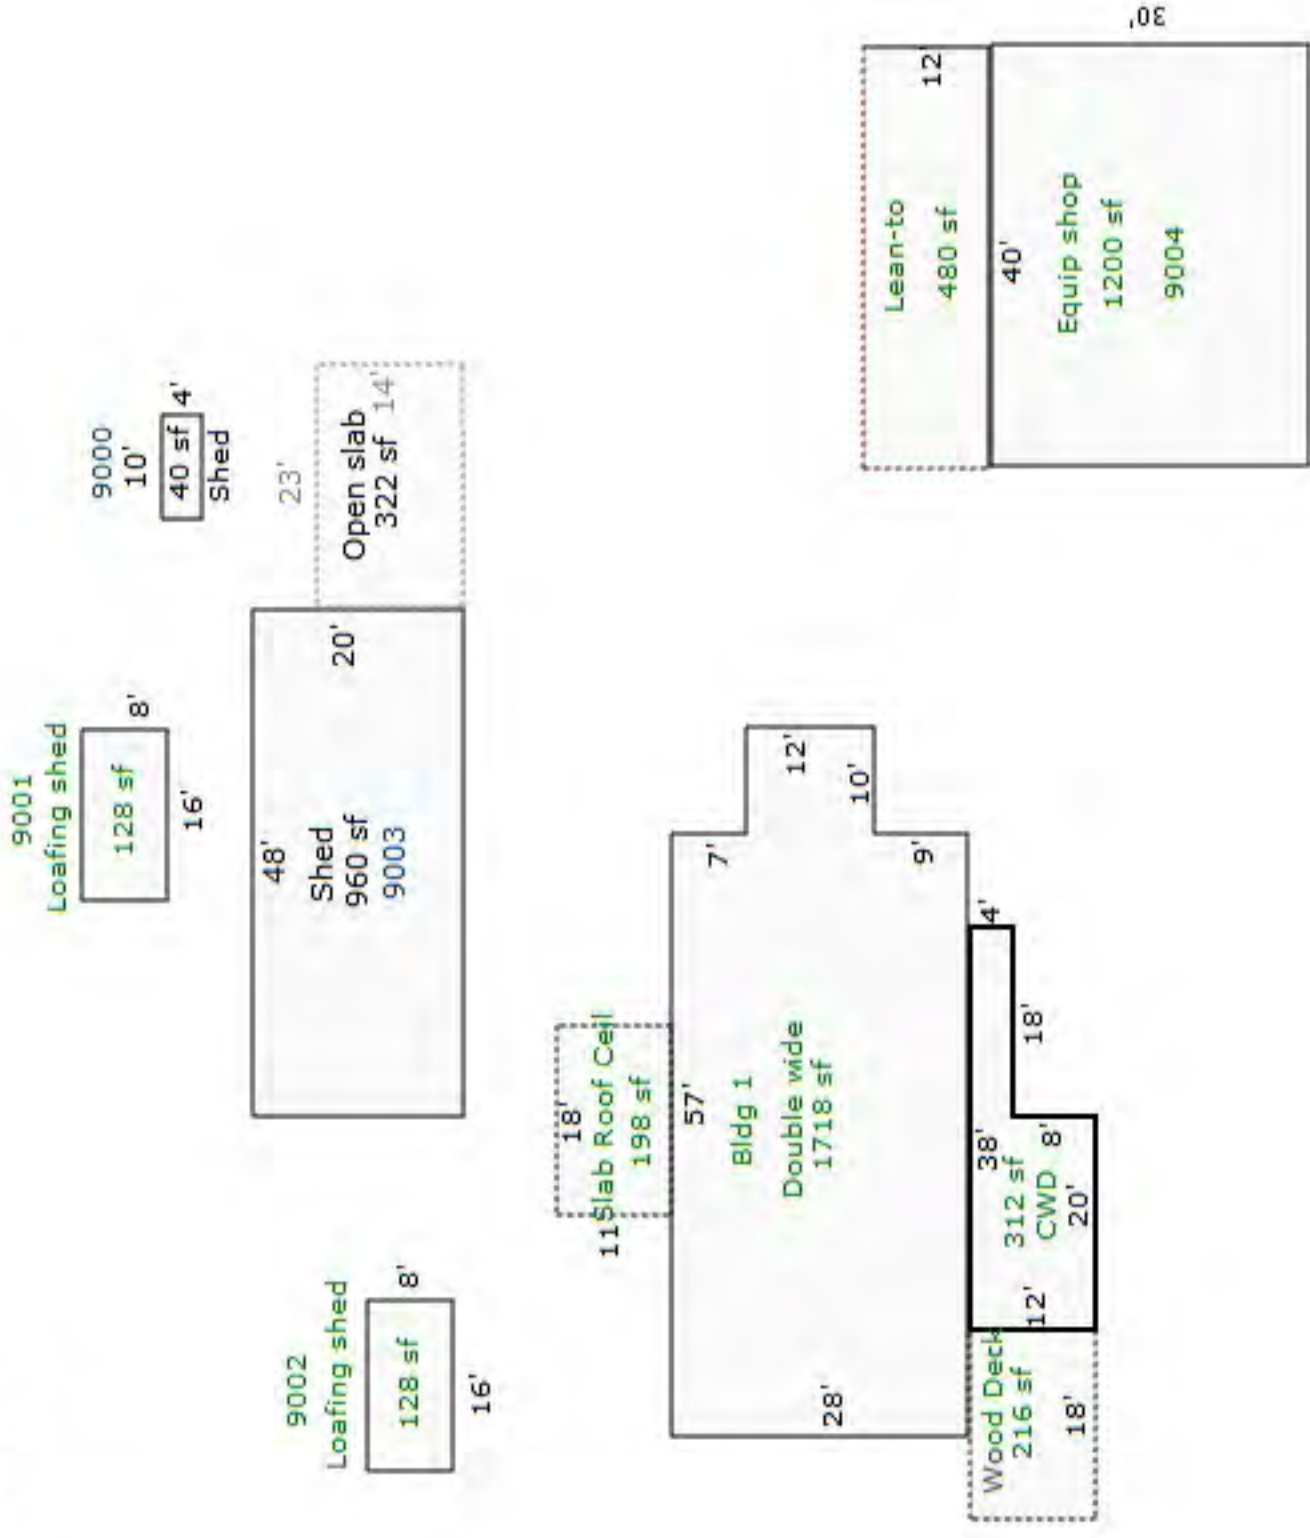 9002
Loafing shed
128 sf
8'
16'
9001
Loafing shed
128 sf
8'
16'
9000
10'
40 sf
4'
Shed
48'
Shed
960 sf
9003
20'
23'
Open slab
322 sf
14'
18'
Slab Roof Ceil
198 sf
11
57'
Bldg 1
Double wide
1718 sf
28'
7'
12'
10'
9'
4'
38'
312 sf
CWD
8'
20'
12'
18'
Wood Deck
216 sf
18'
Lean-to
480 sf
12'
40'
Equip shop
1200 sf
9004
30'